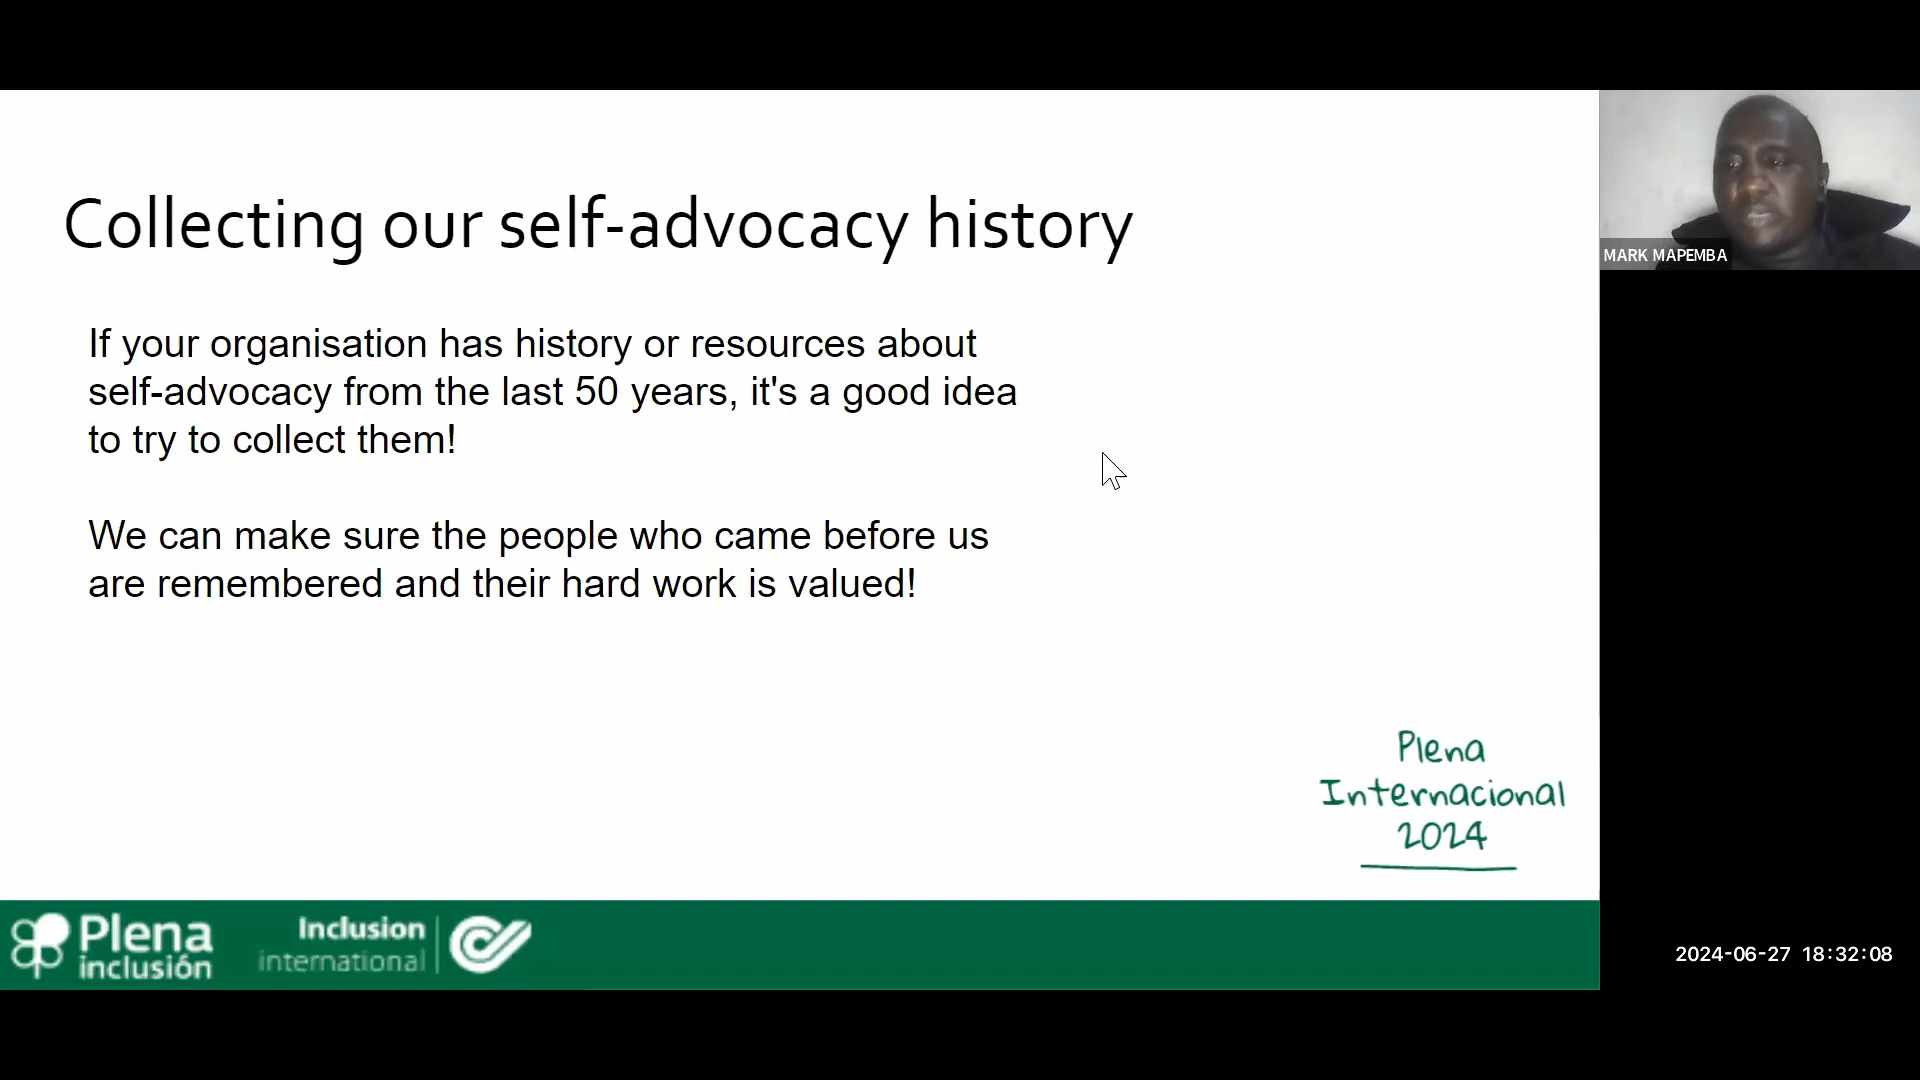 Collecting our self-advocacy history
If your organisation has history or resources about
self-advocacy from the last 50 years, it's a good idea
to try to collect them!
We can make sure the people who came before us
are remembered and their hard work is valued!
Plena
Internacional
2024
Plena
inclusión
Inclusion
international
MARK MAPEMBA
2024-06-27 18:32:08